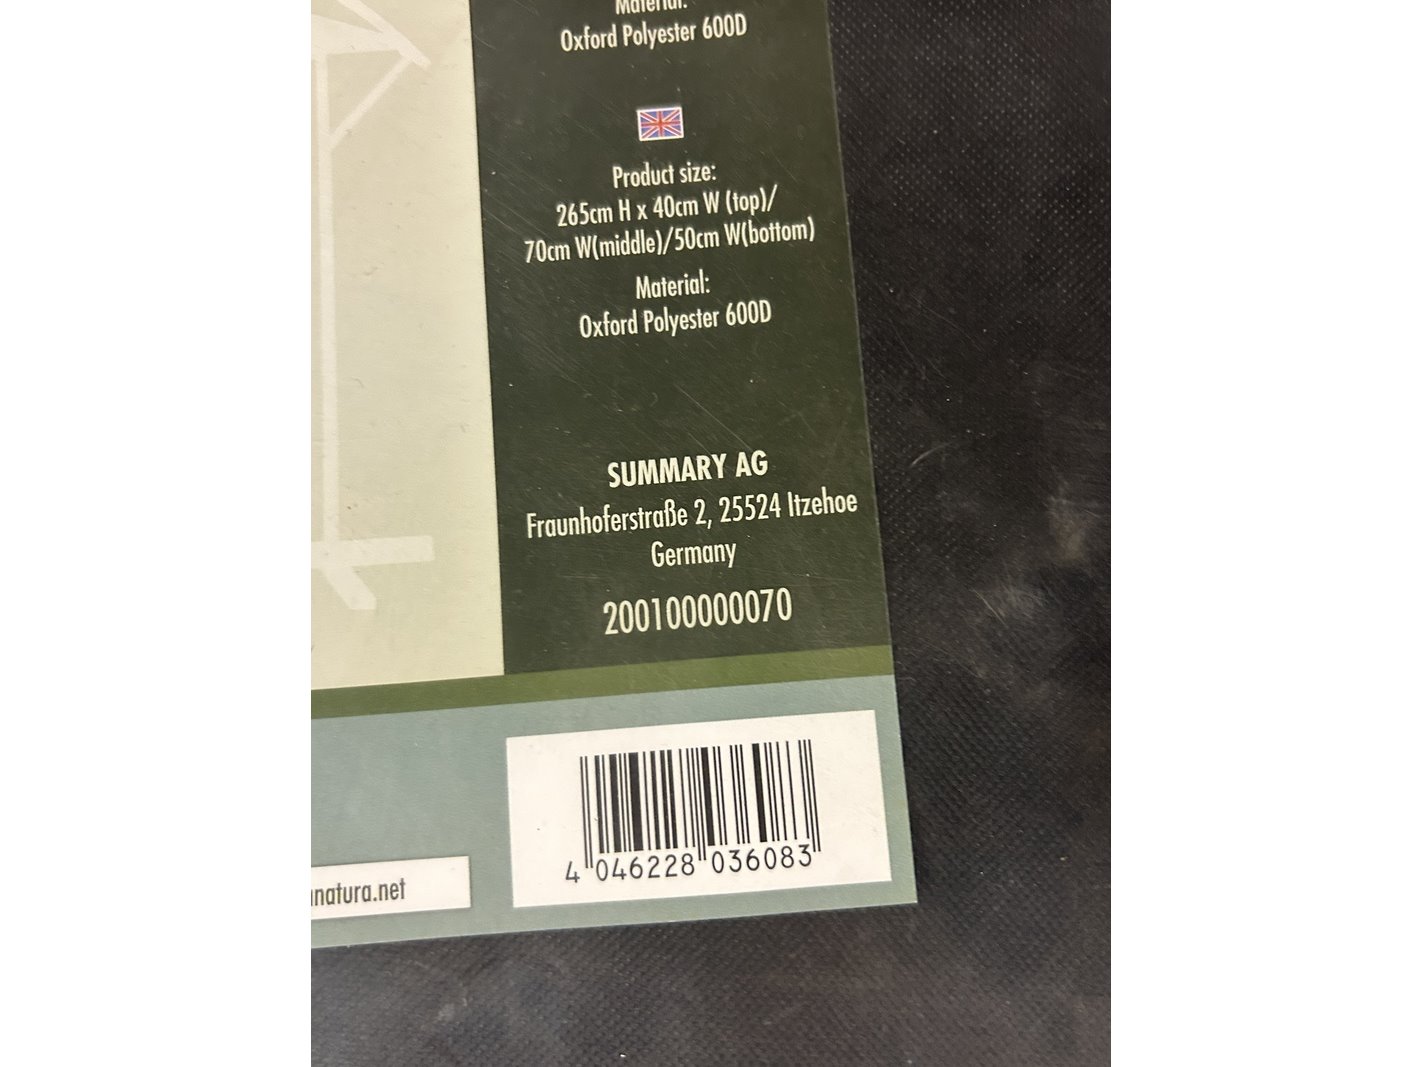 Material:
Oxford Polyester 600D
Product size:
265cm H x 40cm W (top)/
70cm W(middle)/50cm W(bottom)
Material:
Oxford Polyester 600D
SUMMARY AG
Fraunhoferstraße 2, 25524 Itzehoe
Germany
200100000070
4 046228 036083
natura.net